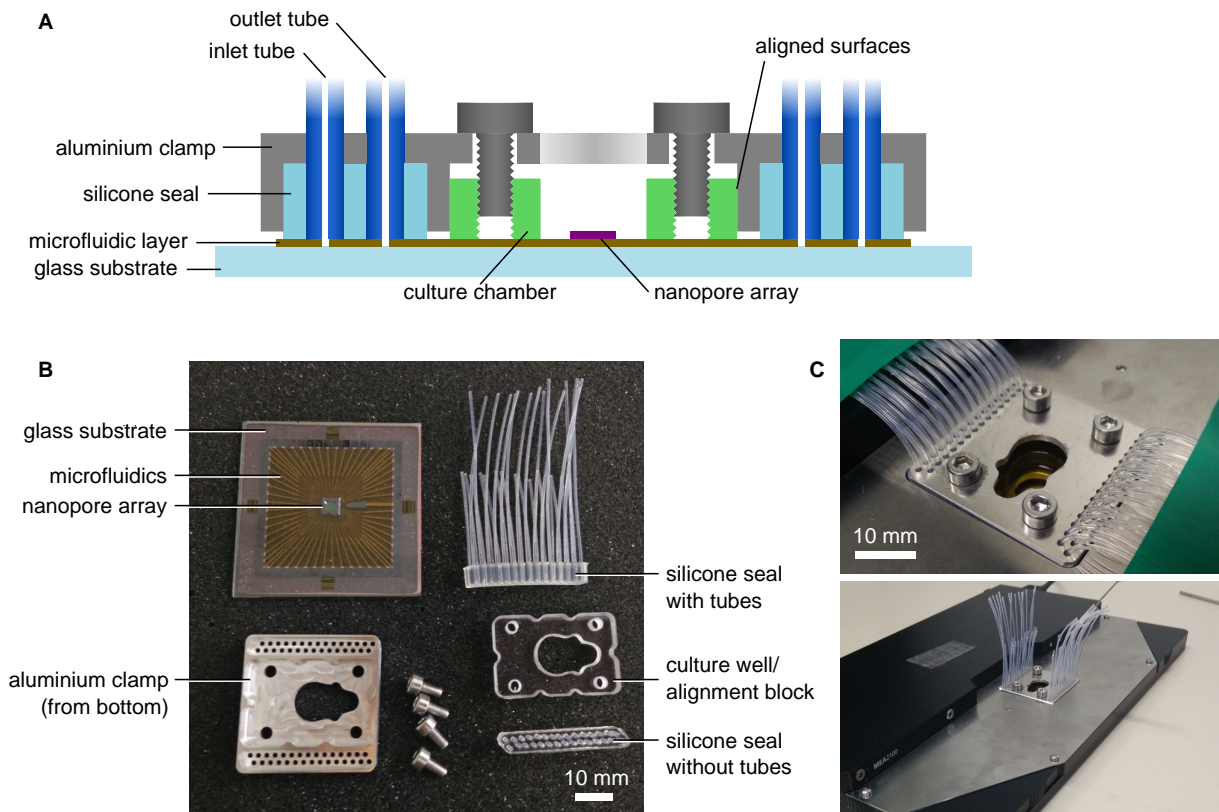 A
outlet tube
inlet tube
aligned surfaces
aluminium clamp
silicone seal
microfluidic layer
glass substrate
culture chamber
nanopore array
B
glass substrate
microfluidics
nanopore array
silicone seal
with tubes
aluminium clamp
(from bottom)
culture well/
alignment block
silicone seal
without tubes
10 mm
C
10 mm
MEA2100